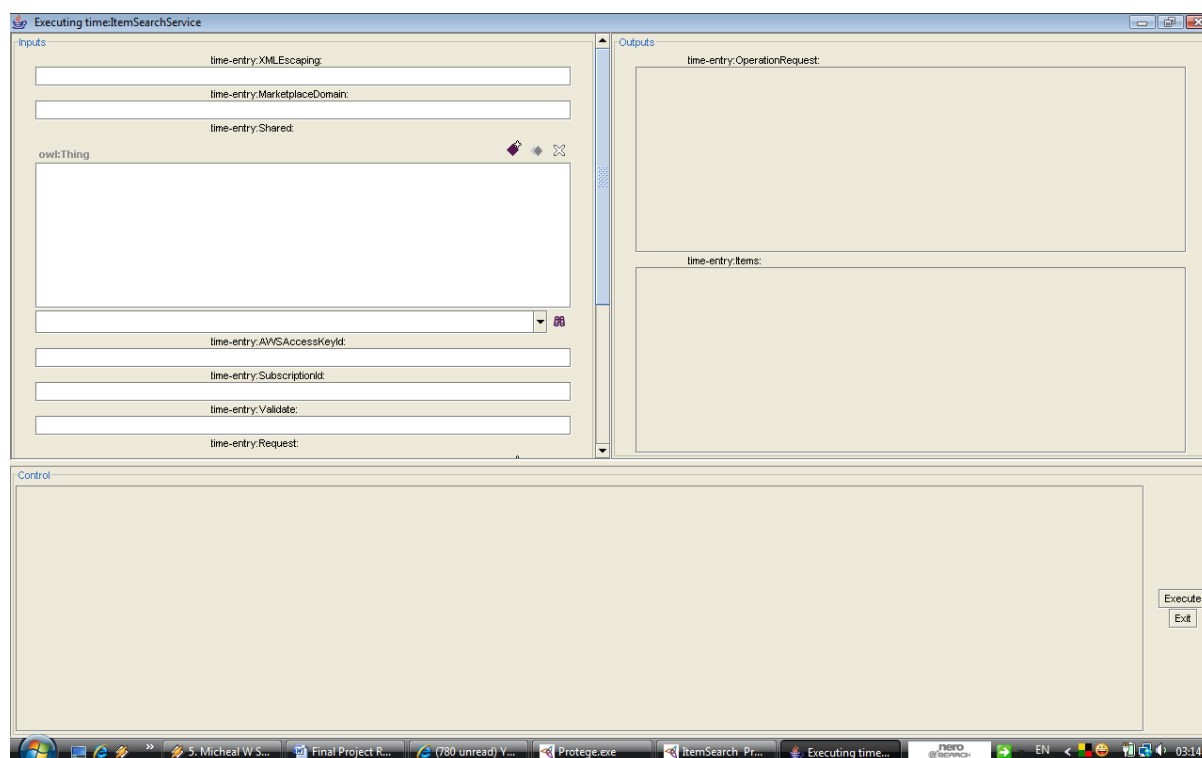 Executing time:ItemSearchService
Inputs
time-entry:XMLEscaping:
time-entry:MarketplaceDomain:
time-entry:Shared:
owl:Thing
time-entry:AWSAccessKeyId:
time-entry:SubscriptionId:
time-entry:Validate:
time-entry:Request:
Outputs
time-entry:OperationRequest:
time-entry:Items:
Control
Execute
Exit
5. Micheal W S...
Final Project R...
(780 unread) Y...
Protege.exe
ItemSearch_Pr...
Executing time...
nero
SEARCH
EN
03:14